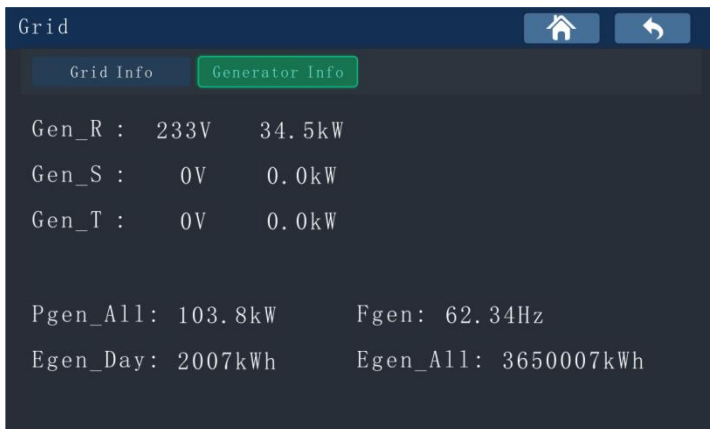 Grid
Grid Info Generator Info
Gen_R : 233V 34.5kW
Gen_S : 0V 0.0kW
Gen_T : 0V 0.0kW
Pgen_All: 103.8kW Fgen: 62.34Hz
Egen_Day: 2007kWh Egen_All: 3650007kWh